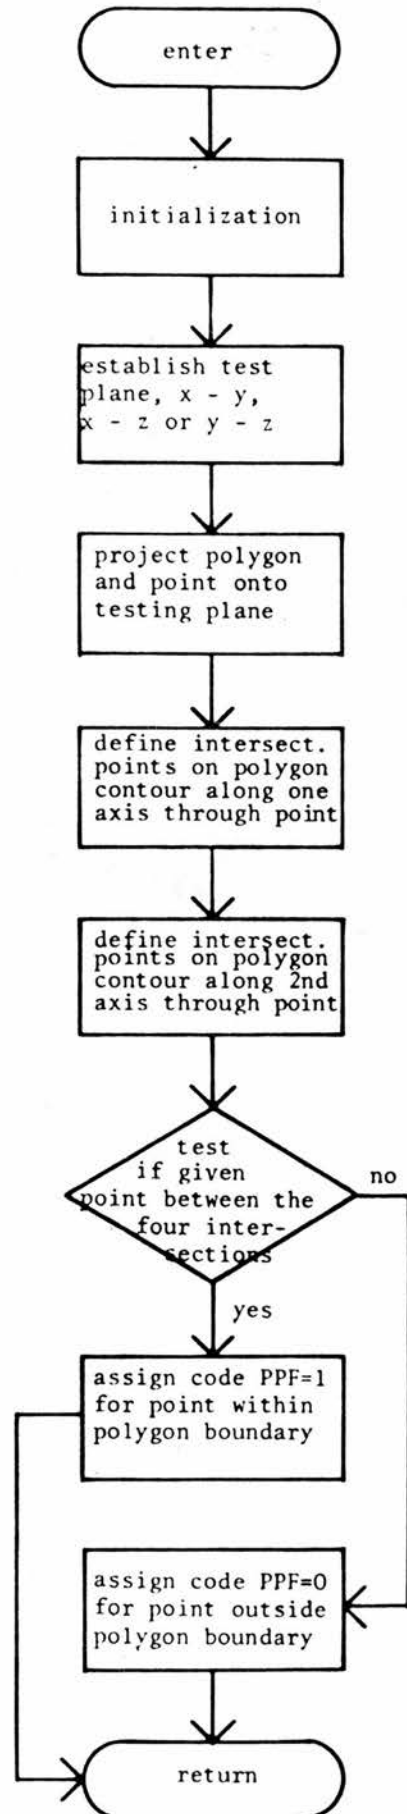 enter
initialization
establish test
plane, x - y,
x - z or y - z
project polygon
and point onto
testing plane
define intersect.
points on polygon
contour along one
axis through point
define intersect.
points on polygon
contour along 2nd
axis through point
test
if given
point between the
four inter-
sections
no
yes
assign code PPF=1
for point within
polygon boundary
assign code PPF=0
for point outside
polygon boundary
return